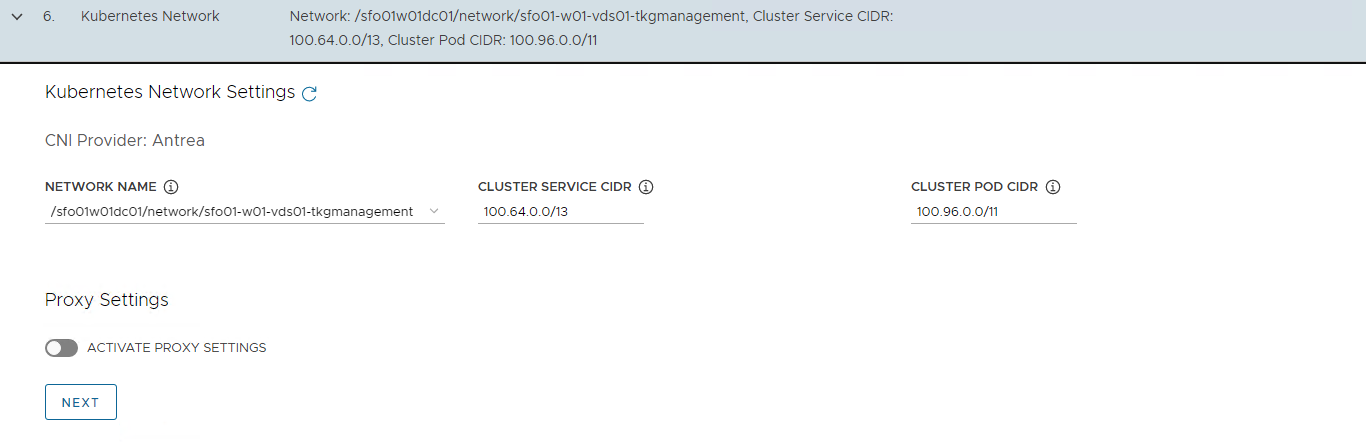 6. Kubernetes Network Network: /sfo01w01dc01/network/sfo01-w01-vds01-tkgmanagement, Cluster Service CIDR:
100.64.0.0/13, Cluster Pod CIDR: 100.96.0.0/11
Kubernetes Network Settings
CNI Provider: Antrea
NETWORK NAME CLUSTER SERVICE CIDR CLUSTER POD CIDR
/sfo01w01dc01/network/sfo01-w01-vds01-tkgmanagement 100.64.0.0/13 100.96.0.0/11
Proxy Settings
ACTIVATE PROXY SETTINGS
NEXT